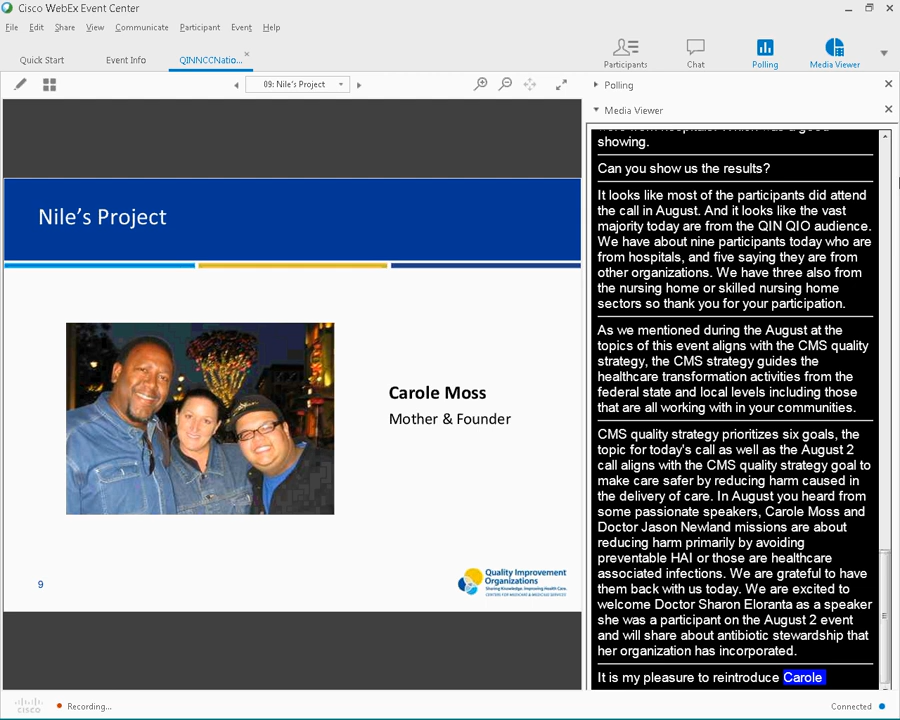 Cisco WebEx Event Center
File Edit Share View Communicate Participant Event Help
Quick Start
Event Info
QINNCCNatio...
Participants
Chat
Polling
Media Viewer
09: Nile's Project
Polling
Media Viewer
Nile's Project
Carole Moss
Mother & Founder
9
Quality Improvement
Organizations
Sharing Knowledge. Improving Health Care.
CENTERS FOR MEDICARE & MEDICAID SERVICES
showing.
Can you show us the results?
It looks like most of the participants did attend
the call in August. And it looks like the vast
majority today are from the QIN QIO audience.
We have about nine participants today who are
from hospitals, and five saying they are from
other organizations. We have three also from
the nursing home or skilled nursing home
sectors so thank you for your participation.
As we mentioned during the August at the
topics of this event aligns with the CMS quality
strategy, the CMS strategy guides the
healthcare transformation activities from the
federal state and local levels including those
that are all working with in your communities.
CMS quality strategy prioritizes six goals, the
topic for today's call as well as the August 2
call aligns with the CMS quality strategy goal to
make care safer by reducing harm caused in
the delivery of care. In August you heard from
some passionate speakers, Carole Moss and
Doctor Jason Newland missions are about
reducing harm primarily by avoiding
preventable HAI or those are healthcare
associated infections. We are grateful to have
them back with us today. We are excited to
welcome Doctor Sharon Eloranta as a speaker
she was a participant on the August 2 event
and will share about antibiotic stewardship that
her organization has incorporated.
It is my pleasure to reintroduce Carole
cisco
Recording...
Connected